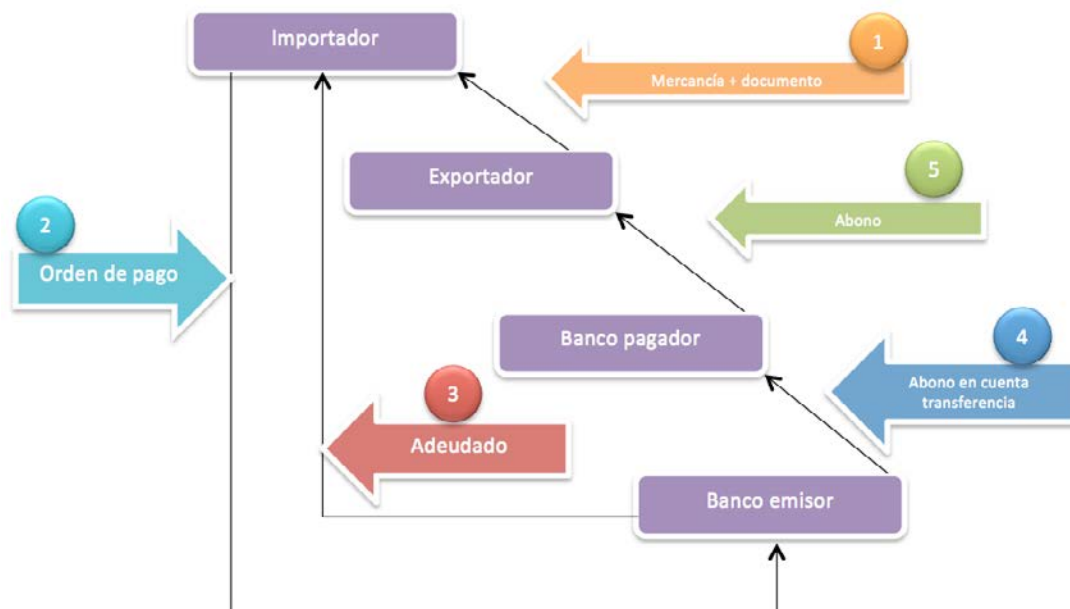 Importador
1
Mercancía + documento
Exportador
5
Abono
2
Orden de pago
Banco pagador
4
Abono en cuenta
transferencia
3
Adeudado
Banco emisor